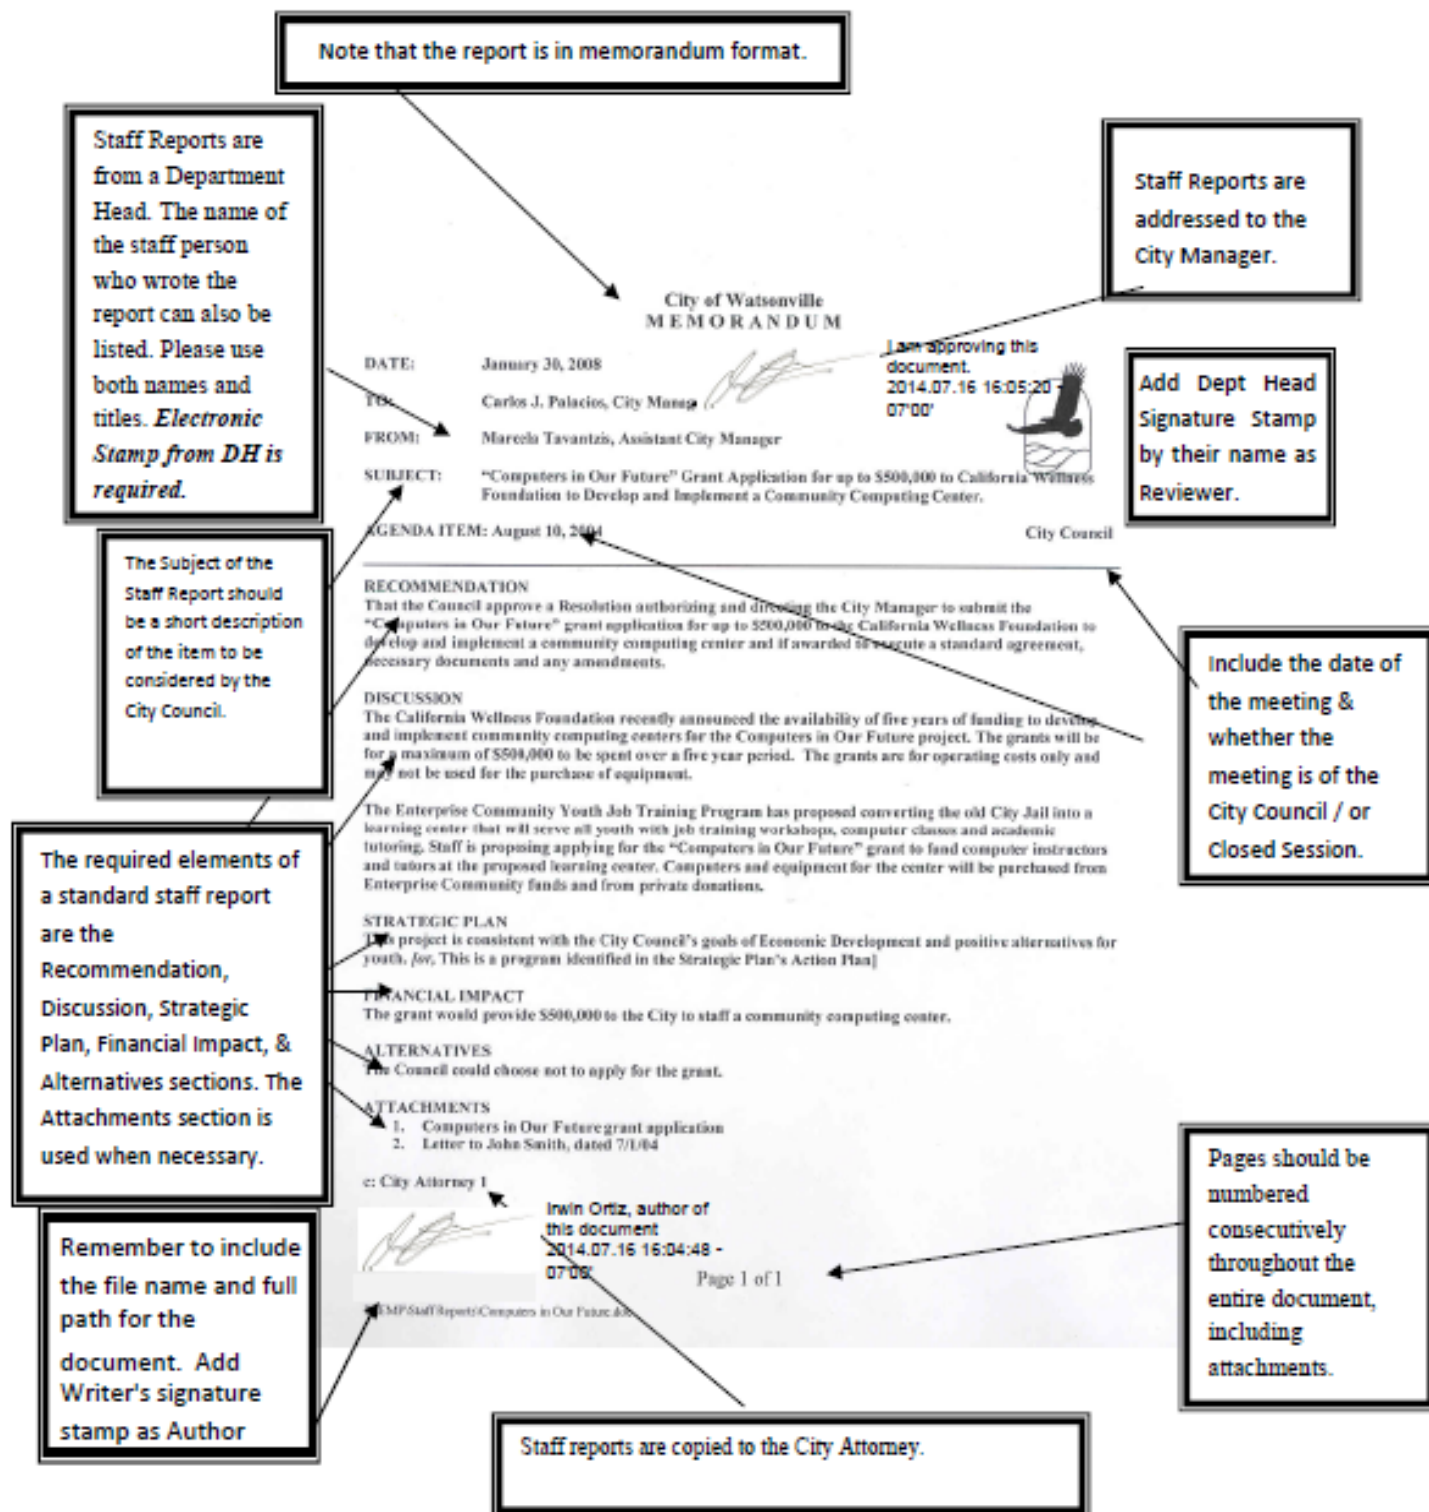 Note that the report is in memorandum format.
Staff Reports are
from a Department
Head. The name of
the staff person
who wrote the
report can also be
listed. Please use
both names and
titles. Electronic
Stamp from DH is
required.
Staff Reports are
addressed to the
City Manager.
City of Watsonville
MEMORANDUM
I am approving this
document.
2014.07.16 16:05:20 -
07'00'
DATE: January 30, 2008
TO: Carlos J. Palacios, City Manag
FROM: Marcela Tavantzis, Assistant City Manager
SUBJECT: "Computers in Our Future" Grant Application for up to $500,000 to California Wellness
Foundation to Develop and Implement a Community Computing Center.
AGENDA ITEM: August 10, 2004 City Council
Add Dept Head
Signature Stamp
by their name as
Reviewer.
The Subject of the
Staff Report should
be a short description
of the item to be
considered by the
City Council.
RECOMMENDATION
That the Council approve a Resolution authorizing and directing the City Manager to submit the
"Computers in Our Future" grant application for up to $500,000 to the California Wellness Foundation to
develop and implement a community computing center and if awarded to execute a standard agreement,
necessary documents and any amendments.
Include the date of
the meeting &
whether the
meeting is of the
City Council / or
Closed Session.
DISCUSSION
The California Wellness Foundation recently announced the availability of five years of funding to develop
and implement community computing centers for the Computers in Our Future project. The grants will be
for a maximum of $500,000 to be spent over a five year period. The grants are for operating costs only and
may not be used for the purchase of equipment.
The Enterprise Community Youth Job Training Program has proposed converting the old City Jail into a
learning center that will serve all youth with job training workshops, computer classes and academic
tutoring. Staff is proposing applying for the "Computers in Our Future" grant to fund computer instructors
and tutors at the proposed learning center. Computers and equipment for the center will be purchased from
Enterprise Community funds and from private donations.
The required elements of
a standard staff report
are the
Recommendation,
Discussion, Strategic
Plan, Financial Impact, &
Alternatives sections. The
Attachments section is
used when necessary.
STRATEGIC PLAN
This project is consistent with the City Council's goals of Economic Development and positive alternatives for
youth. [or, This is a program identified in the Strategic Plan's Action Plan]
FINANCIAL IMPACT
The grant would provide $500,000 to the City to staff a community computing center.
ALTERNATIVES
The Council could choose not to apply for the grant.
ATTACHMENTS
1. Computers in Our Future grant application
2. Letter to John Smith, dated 7/1/04
c: City Attorney 1
Irwin Ortiz, author of
this document
2014.07.16 16:04:48 -
07'00'
Page 1 of 1
Staff Reports\Computers in Our Future.doc
Pages should be
numbered
consecutively
throughout the
entire document,
including
attachments.
Remember to include
the file name and full
path for the
document. Add
Writer's signature
stamp as Author
Staff reports are copied to the City Attorney.